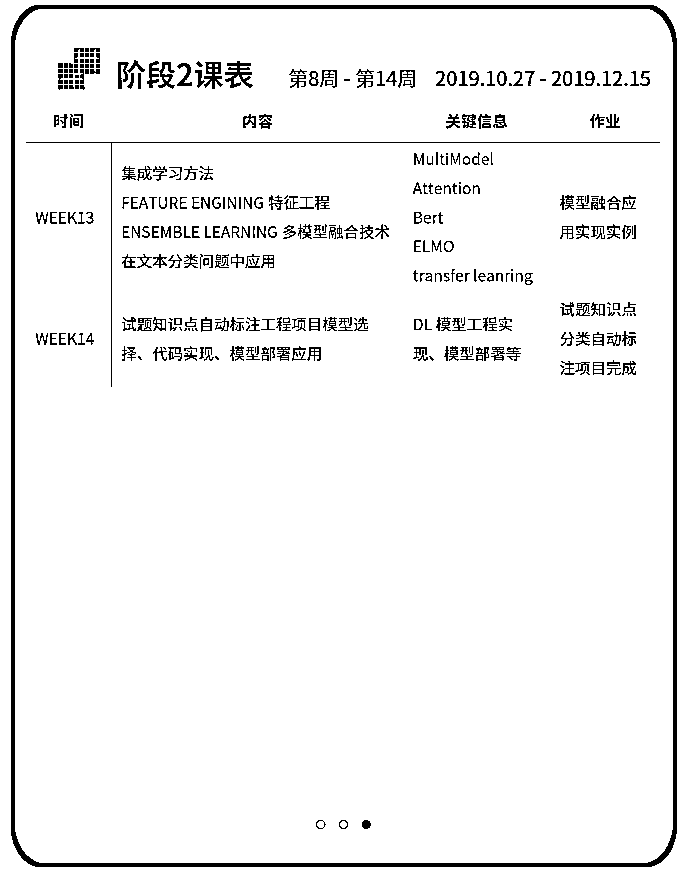 阶段2课表 第8周 - 第14周 2019.10.27 - 2019.12.15
时间 内容 关键信息 作业
WEEK13
集成学习方法
FEATURE ENGINING 特征工程
ENSEMBLE LEARNING 多模型融合技术
在文本分类问题中应用
MultiModel
Attention
Bert
ELMO
transfer leanring
模型融合应
用实现实例
WEEK14
试题知识点自动标注工程项目模型选
择、代码实现、模型部署应用
DL 模型工程实
现、模型部署等
试题知识点
分类自动标
注项目完成